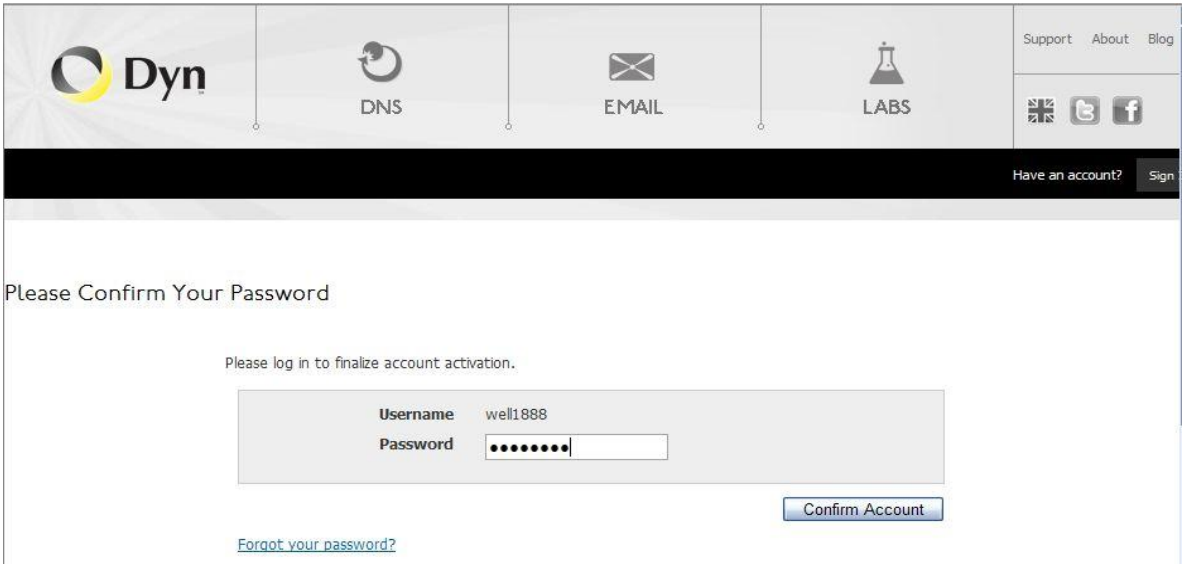 Dyn
DNS
EMAIL
LABS
Support About Blog
Have an account? Sign
Please Confirm Your Password
Please log in to finalize account activation.
Username well1888
Password ••••••••
Confirm Account
Forgot your password?